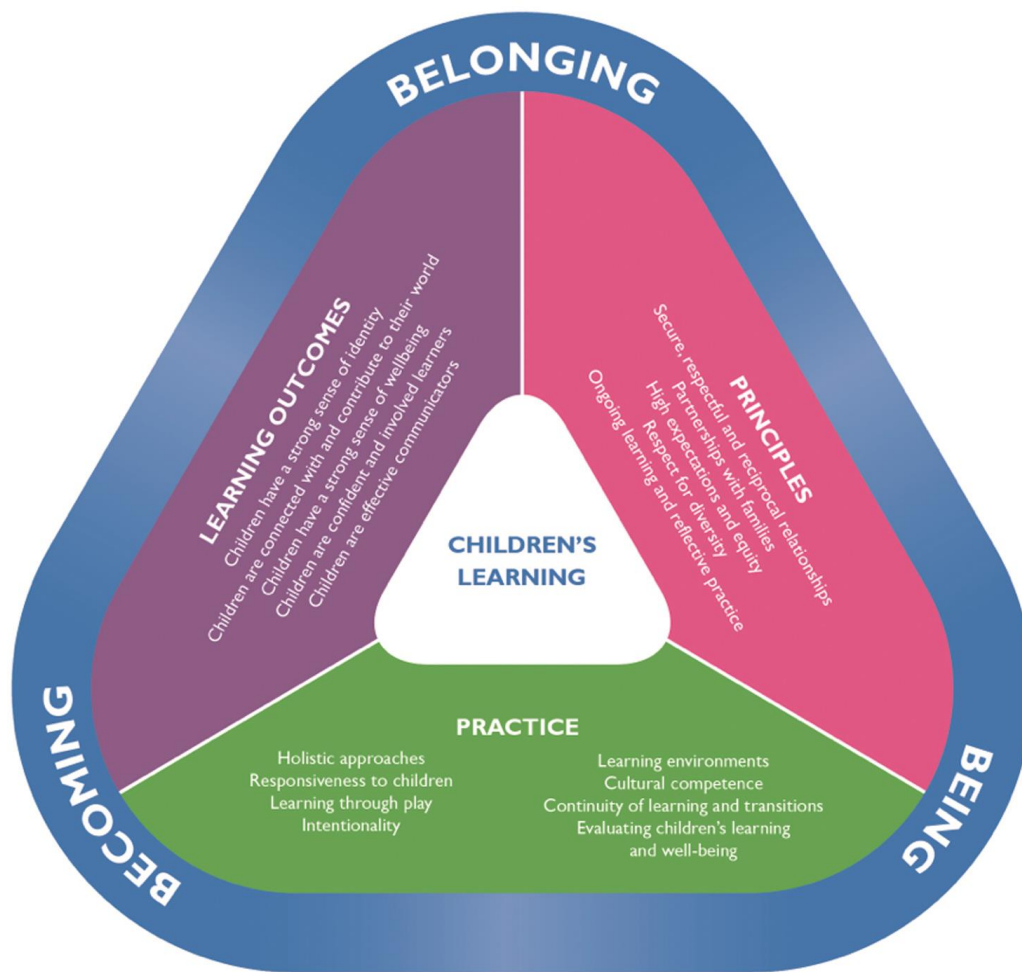 BELONGING
LEARNING OUTCOMES
Children have a strong sense of identity
Children are connected with and contribute to their world
Children have a strong sense of wellbeing
Children are confident and involved learners
Children are effective communicators
PRINCIPLES
Secure, respectful and reciprocal relationships
Partnerships with families
High expectations and equity
Respect for diversity
Ongoing learning and reflective practice
CHILDREN'S
LEARNING
PRACTICE
Holistic approaches
Responsiveness to children
Learning through play
Intentionality
Learning environments
Cultural competence
Continuity of learning and transitions
Evaluating children's learning
and well-being
BECOMING
BEING